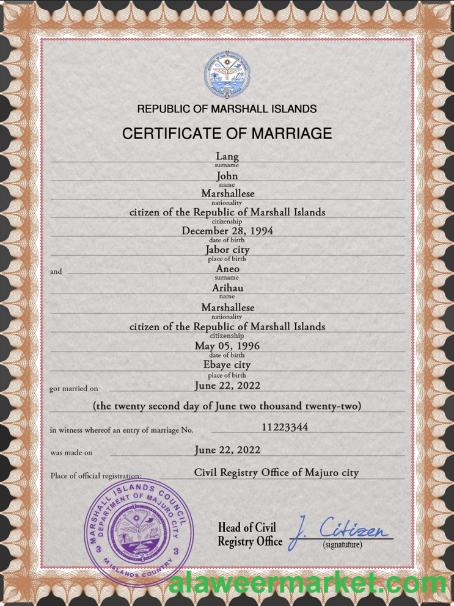 REPUBLIC OF MARSHALL ISLANDS
CERTIFICATE OF MARRIAGE
Lang
surname
John
name
Marshallese
nationality
citizen of the Republic of Marshall Islands
citizenship
December 28, 1994
date of birth
Jabor city
place of birth
and Aneo
surname
Arihau
name
Marshallese
nationality
citizen of the Republic of Marshall Islands
citizenship
May 05, 1996
date of birth
Ebaye city
place of birth
got married on June 22, 2022
(the twenty second day of June two thousand twenty-two)
in witness whereof an entry of marriage No. 11223344
was made on June 22, 2022
Place of official registration: Civil Registry Office of Majuro city
MARSHALL ISLANDS COUNCIL
DEPARTMENT OF MAJURO CITY
3 3
M.ISLANDS COUNTRY
Head of Civil
Registry Office J. Citizen
(signatuture)
alaweermarket.com